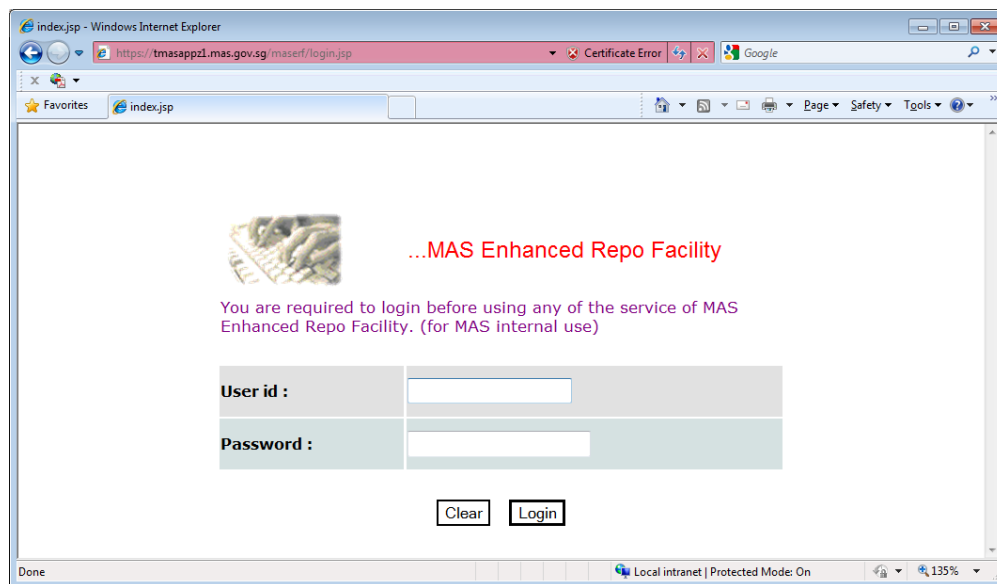 index.jsp - Windows Internet Explorer
https://tmasappz1.mas.gov.sg/maserf/login.jsp
Certificate Error
Google
x
Favorites
index.jsp
Page
Safety
Tools
...MAS Enhanced Repo Facility
You are required to login before using any of the service of MAS
Enhanced Repo Facility. (for MAS internal use)
User id :
Password :
Clear Login
Done
Local intranet | Protected Mode: On
135%